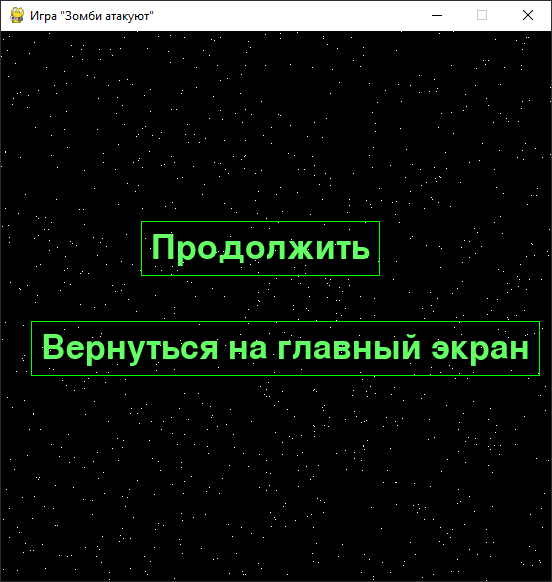 Игра "Зомби атакуют"
Продолжить
Вернуться на главный экран